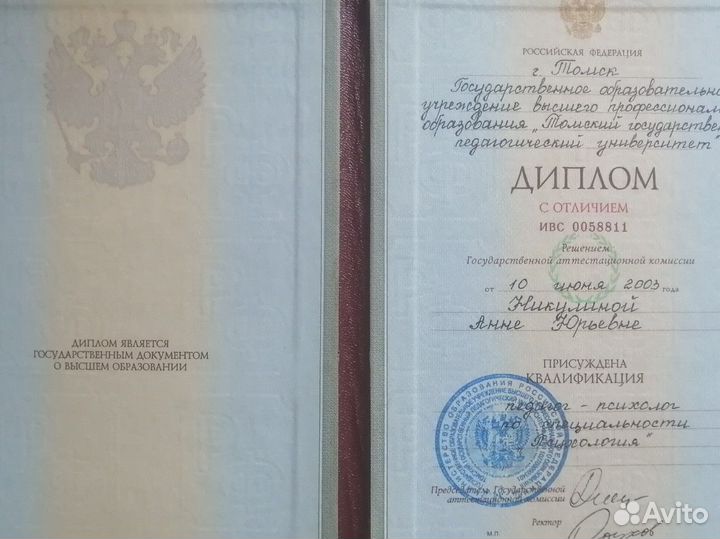 ДИПЛОМ ЯВЛЯЕТСЯ
ГОСУДАРСТВЕННЫМ ДОКУМЕНТОМ
О ВЫСШЕМ ОБРАЗОВАНИИ
РОССИЙСКАЯ ФЕДЕРАЦИЯ
г. Томск
Государственное образовательно
учреждение высшего профессионал
образования „Томский государствен
педагогический университет"
ДИПЛОМ
С ОТЛИЧИЕМ
ИВС 0058811
Решением
Государственной аттестационной комиссии
от 10 июня 2003 года
Никулиной
Анне Юрьевне
ПРИСУЖДЕНА
КВАЛИФИКАЦИЯ
педагог - психолог
по специальности
"Психология"
Председатель Государственной
аттестационной комиссии
Ректор
М.П.
Avito